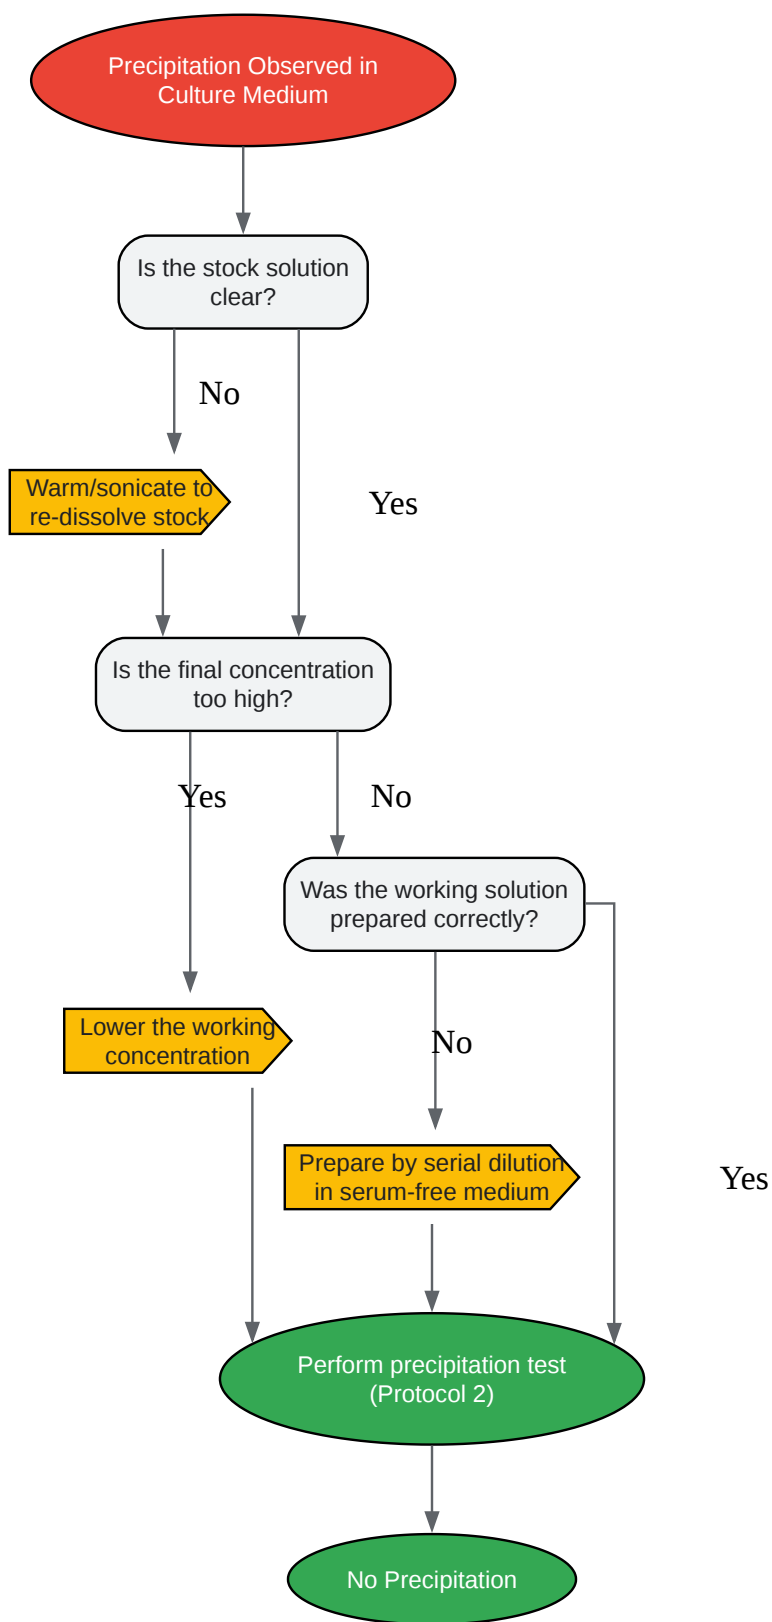 Precipitation Observed in
Culture Medium
Is the stock solution
clear?
No
Warm/sonicate to
re-dissolve stock
Yes
Is the final concentration
too high?
Yes
No
Was the working solution
prepared correctly?
Lower the working
concentration
No
Prepare by serial dilution
in serum-free medium
Yes
Perform precipitation test
(Protocol 2)
No Precipitation